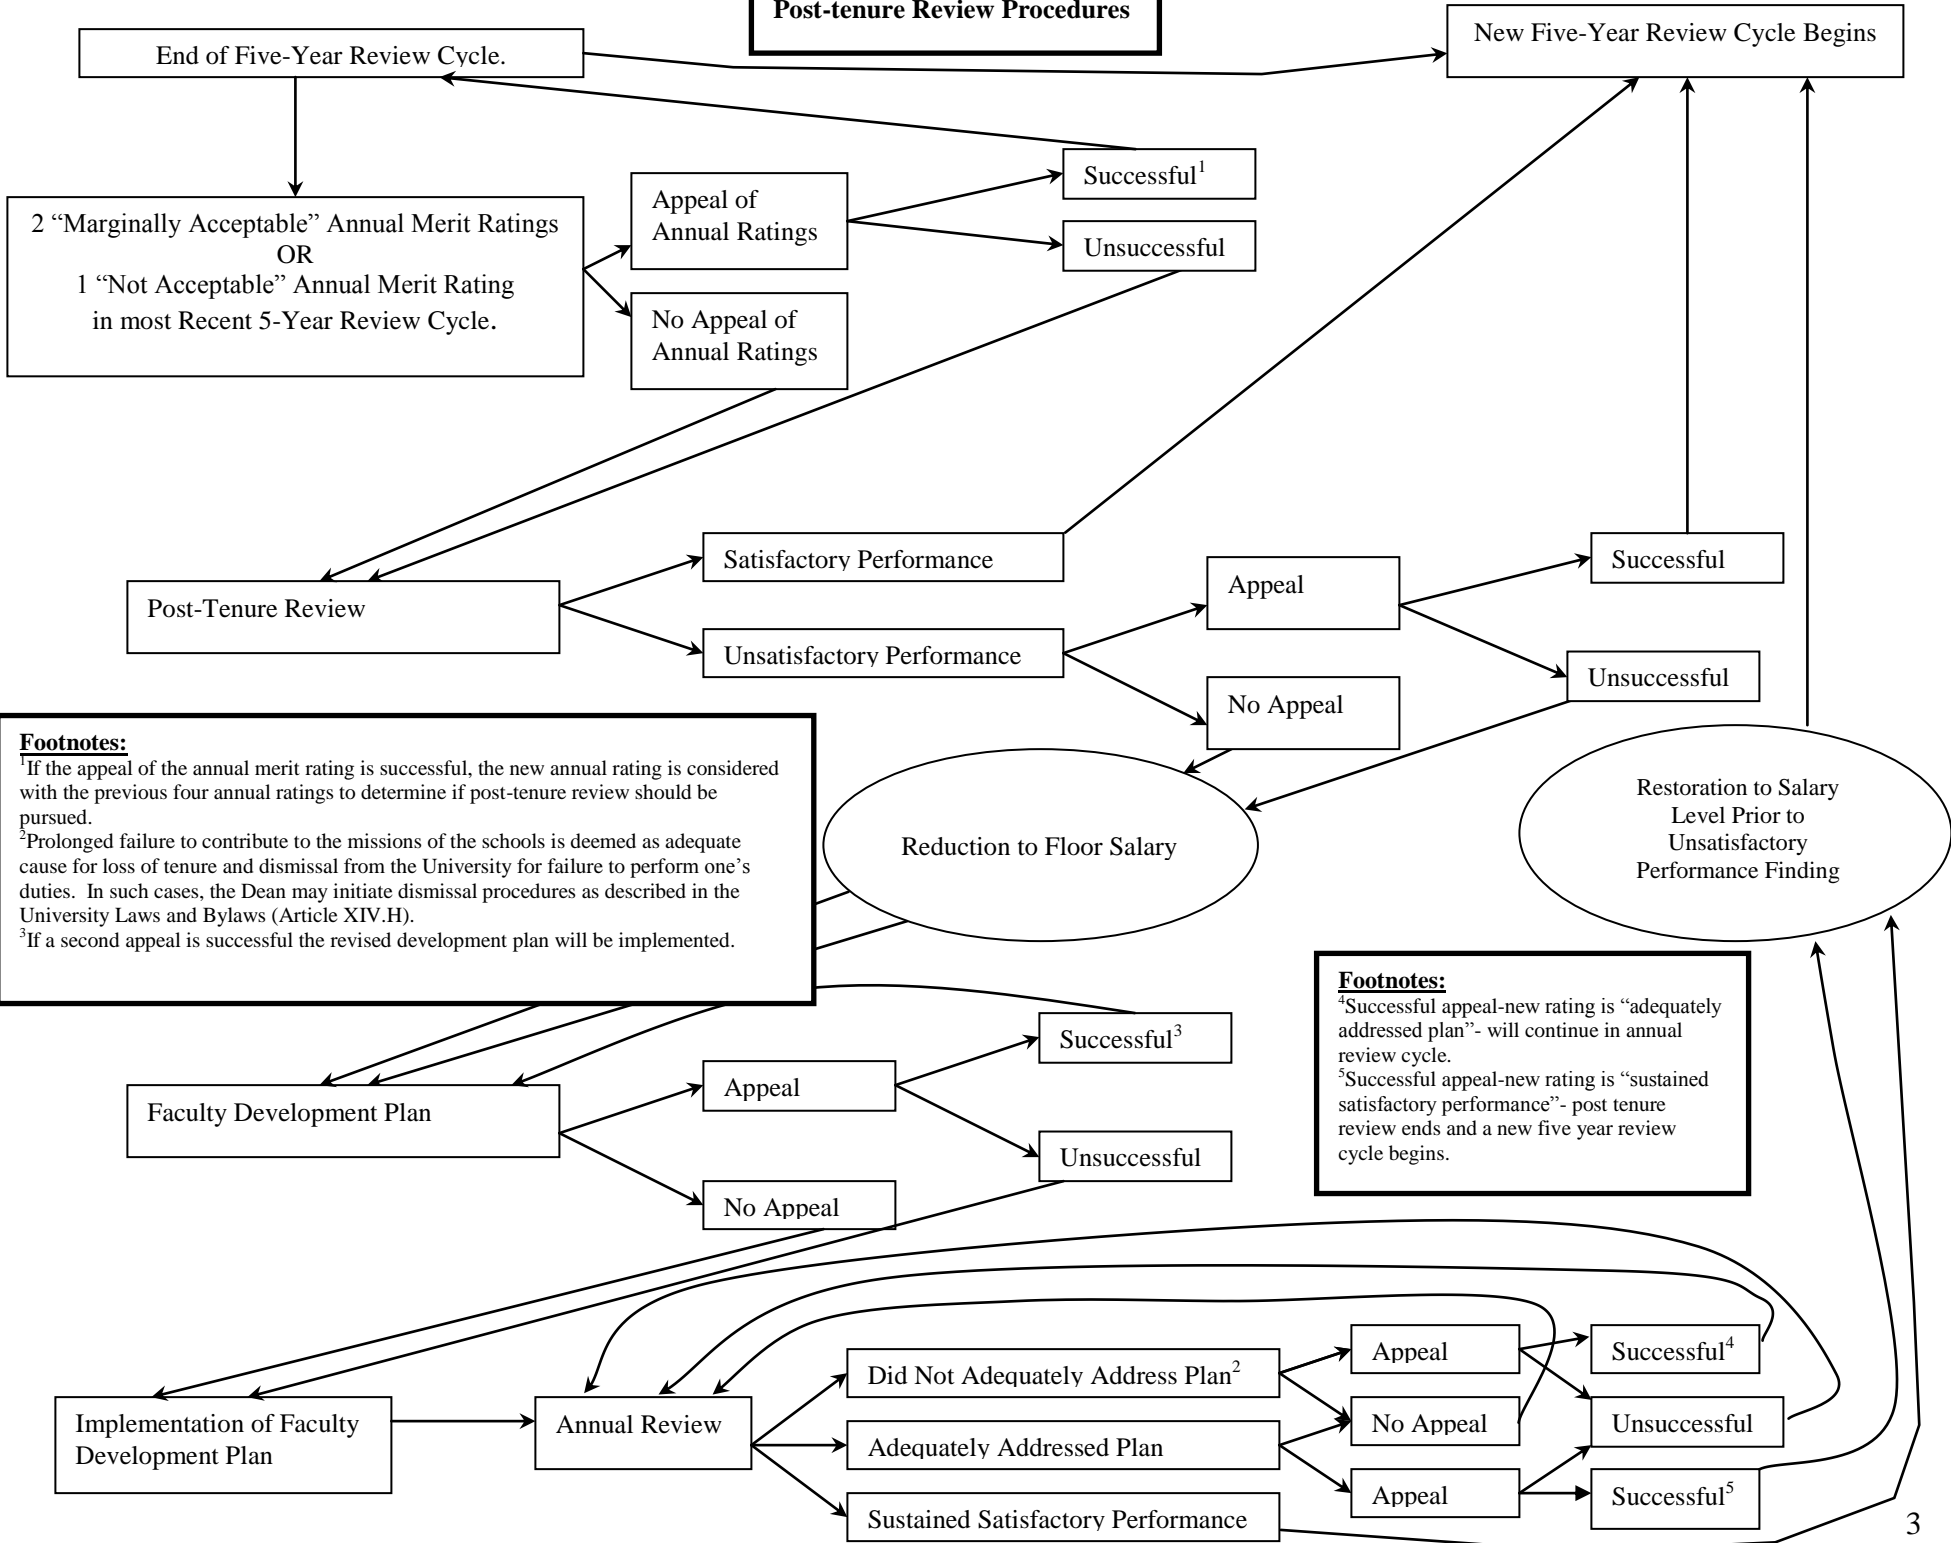 Post-tenure Review Procedures
End of Five-Year Review Cycle.
New Five-Year Review Cycle Begins
2 “Marginally Acceptable” Annual Merit Ratings
OR
1 “Not Acceptable” Annual Merit Rating
in most Recent 5-Year Review Cycle.
Appeal of
Annual Ratings
No Appeal of
Annual Ratings
Successful¹
Unsuccessful
Post-Tenure Review
Satisfactory Performance
Unsatisfactory Performance
Appeal
No Appeal
Successful
Unsuccessful
Footnotes:
¹If the appeal of the annual merit rating is successful, the new annual rating is considered
with the previous four annual ratings to determine if post-tenure review should be
pursued.
²Prolonged failure to contribute to the missions of the schools is deemed as adequate
cause for loss of tenure and dismissal from the University for failure to perform one’s
duties.  In such cases, the Dean may initiate dismissal procedures as described in the
University Laws and Bylaws (Article XIV.H).
³If a second appeal is successful the revised development plan will be implemented.
Reduction to Floor Salary
Restoration to Salary
Level Prior to
Unsatisfactory
Performance Finding
Footnotes:
⁴Successful appeal-new rating is “adequately
addressed plan”- will continue in annual
review cycle.
⁵Successful appeal-new rating is “sustained
satisfactory performance”- post tenure
review ends and a new five year review
cycle begins.
Faculty Development Plan
Appeal
No Appeal
Successful³
Unsuccessful
Implementation of Faculty
Development Plan
Annual Review
Did Not Adequately Address Plan²
Adequately Addressed Plan
Sustained Satisfactory Performance
Appeal
No Appeal
Appeal
Successful⁴
Unsuccessful
Successful⁵
3